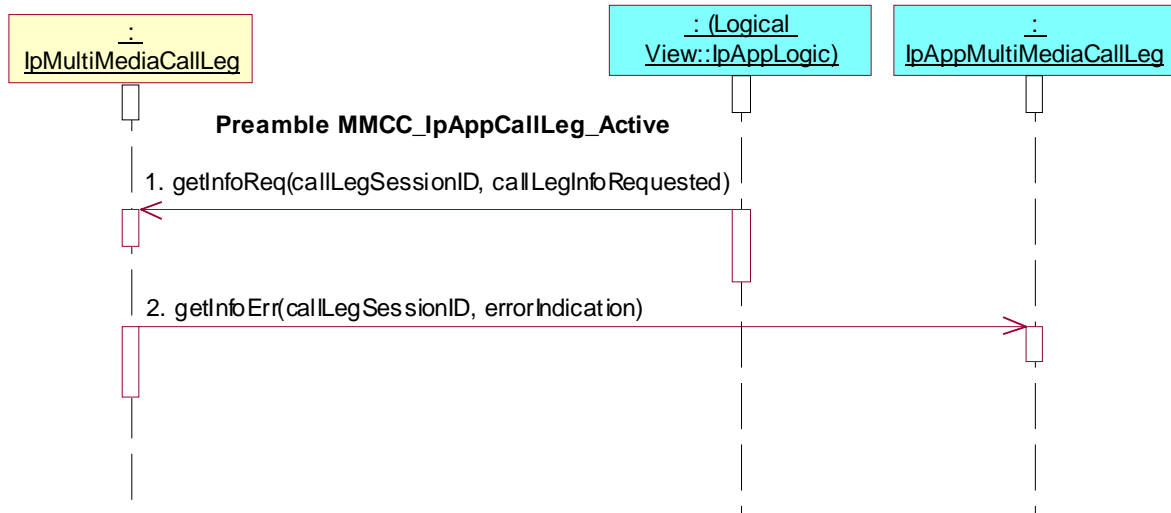 :
IpMultiMediaCallLeg
: (Logical
View::IpAppLogic)
:
IpAppMultiMediaCallLeg
Preamble MMCC_IpAppCallLeg_Active
1. getInfoReq(callLegSessionID, callLegInfoRequested)
2. getInfoErr(callLegSessionID, errorIndication)